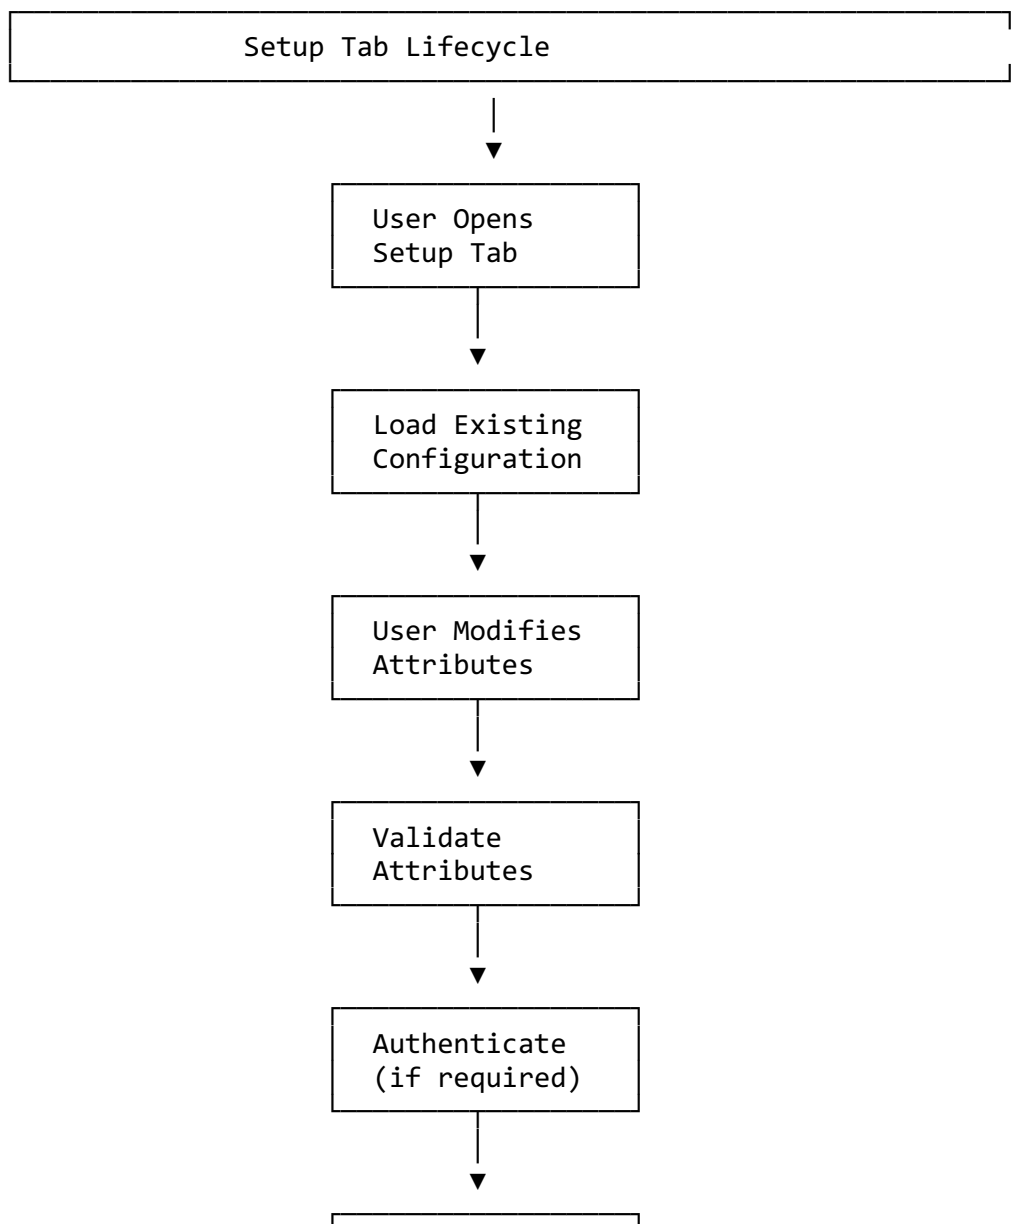 Setup Tab Lifecycle
User Opens
Setup Tab
Load Existing
Configuration
User Modifies
Attributes
Validate
Attributes
Authenticate
(if required)